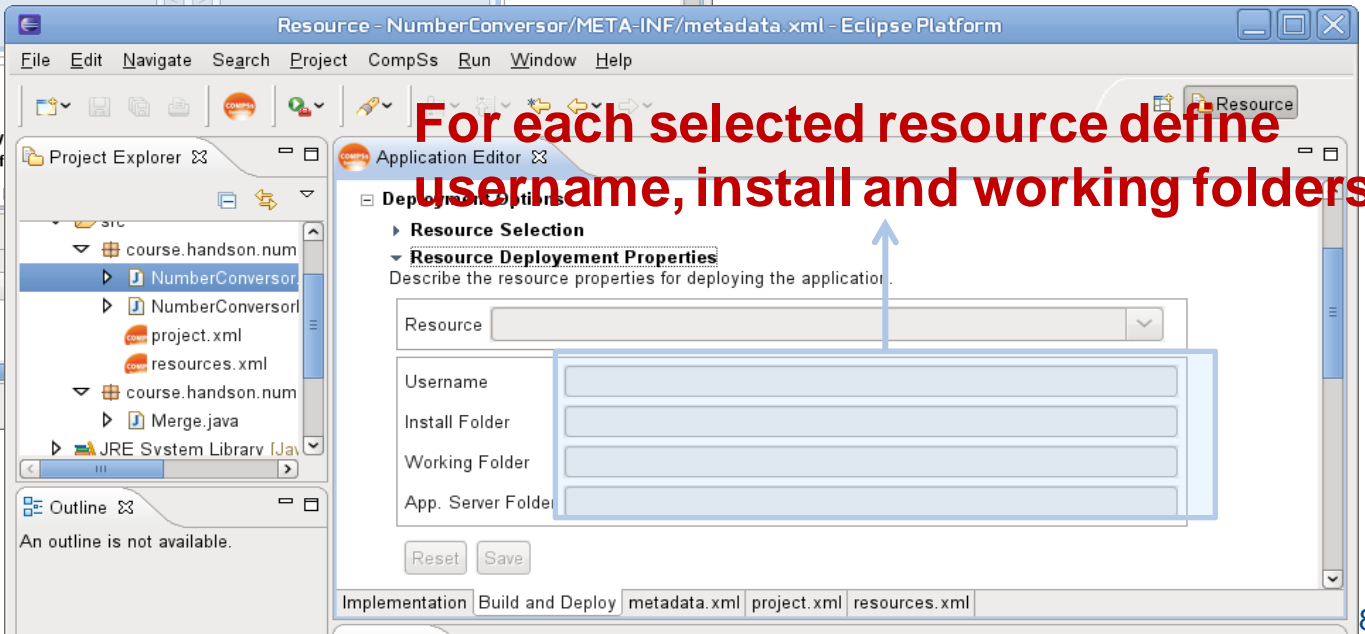 Resource - NumberConversor/META-INF/metadata.xml - Eclipse Platform
File Edit Navigate Search Project CompSs Run Window Help
Resource
For each selected resource define
username, install and working folders
Project Explorer
src
course.handson.num
NumberConversor.
NumberConversorI
project.xml
resources.xml
course.handson.num
Merge.java
JRE System Library [Jav
Outline
An outline is not available.
Application Editor
Deployment Options
Resource Selection
Resource Deployement Properties
Describe the resource properties for deploying the application.
Resource
Username
Install Folder
Working Folder
App. Server Folder
Reset Save
Implementation Build and Deploy metadata.xml project.xml resources.xml